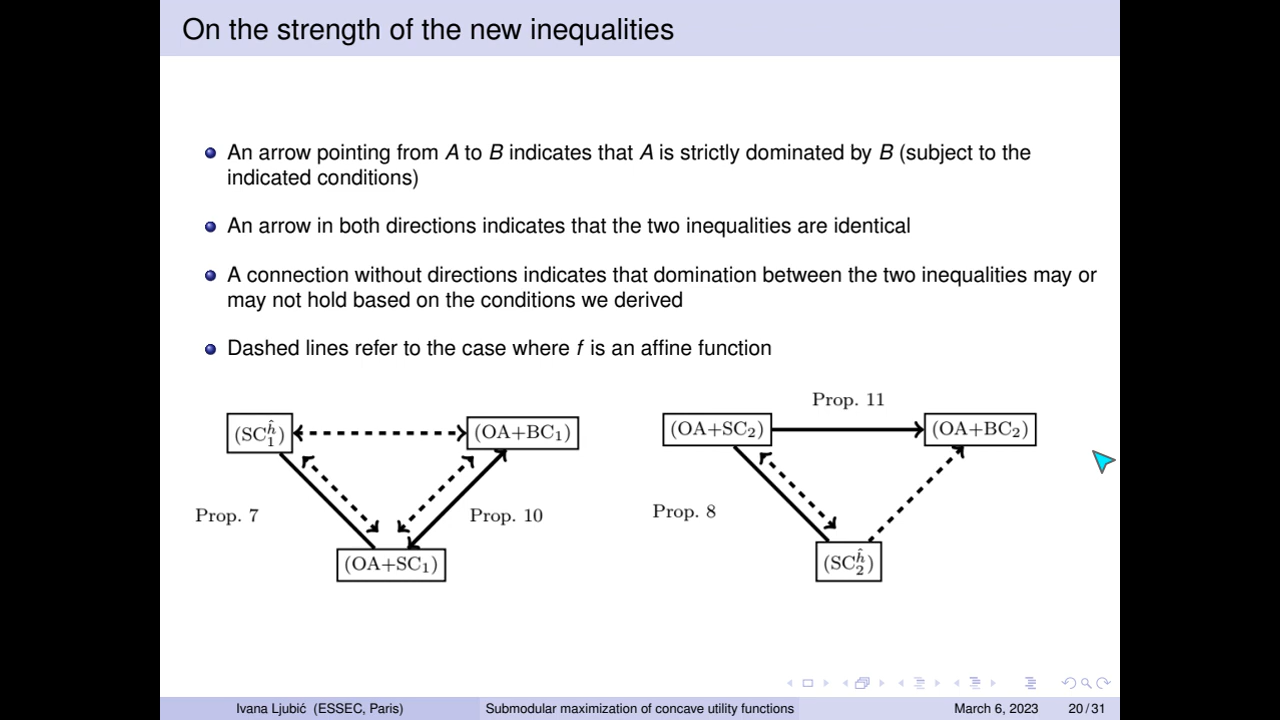 On the strength of the new inequalities
An arrow pointing from A to B indicates that A is strictly dominated by B (subject to the
indicated conditions)
An arrow in both directions indicates that the two inequalities are identical
A connection without directions indicates that domination between the two inequalities may or
may not hold based on the conditions we derived
Dashed lines refer to the case where f is an affine function
Prop. 11
(SC₁^ĥ)
(OA+BC₁)
(OA+SC₂)
(OA+BC₂)
Prop. 7
Prop. 10
Prop. 8
(OA+SC₁)
(SC₂^ĥ)
Ivana Ljubić (ESSEC, Paris)
Submodular maximization of concave utility functions
March 6, 2023
20/31